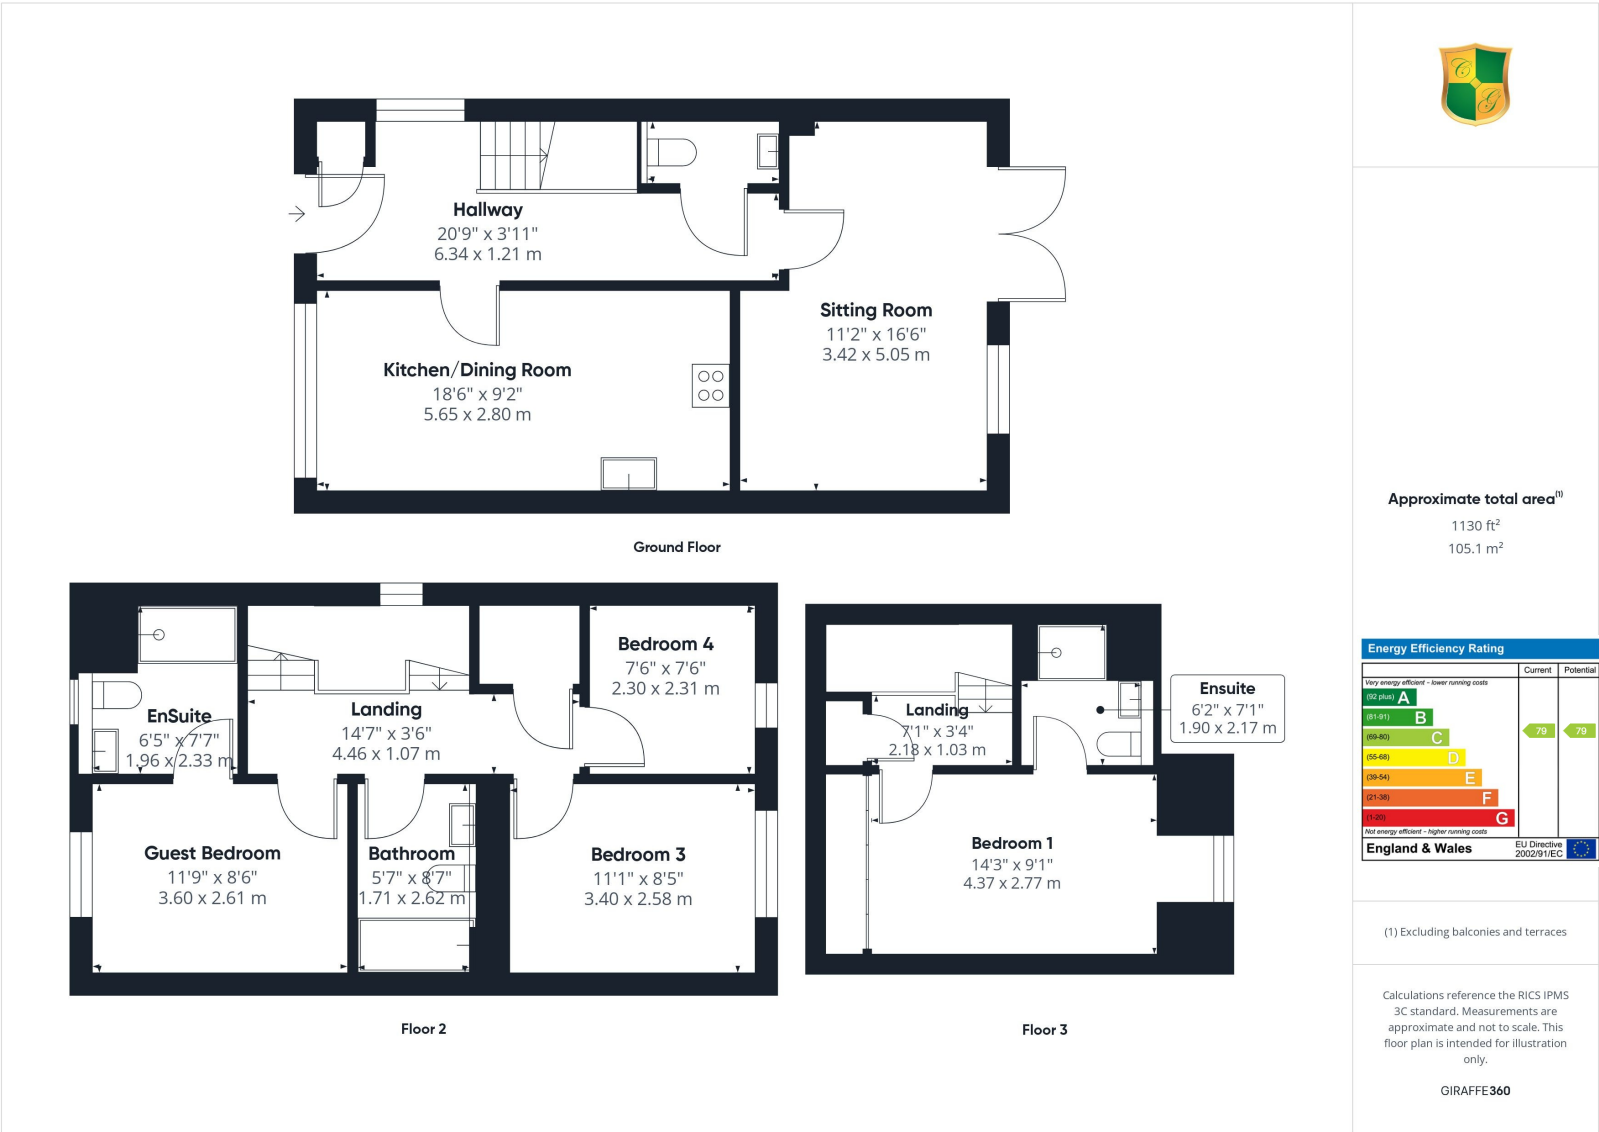 Hallway
20'9" x 3'11"
6.34 x 1.21 m
Sitting Room
11'2" x 16'6"
3.42 x 5.05 m
Kitchen/Dining Room
18'6" x 9'2"
5.65 x 2.80 m
Ground Floor
EnSuite
6'5" x 7'7"
1.96 x 2.33 m
Landing
14'7" x 3'6"
4.46 x 1.07 m
Bedroom 4
7'6" x 7'6"
2.30 x 2.31 m
Guest Bedroom
11'9" x 8'6"
3.60 x 2.61 m
Bathroom
5'7" x 8'7"
1.71 x 2.62 m
Bedroom 3
11'1" x 8'5"
3.40 x 2.58 m
Floor 2
Landing
7'1" x 3'4"
2.18 x 1.03 m
Ensuite
6'2" x 7'1"
1.90 x 2.17 m
Bedroom 1
14'3" x 9'1"
4.37 x 2.77 m
Floor 3
C
G
Approximate total area(1)
1130 ft²
105.1 m²
Energy Efficiency Rating
Current Potential
Very energy efficient - lower running costs
(92 plus) A
(81-91) B
(69-80) C
79 79
(55-68) D
(39-54) E
(21-38) F
(1-20) G
Not energy efficient - higher running costs
England & Wales
EU Directive
2002/91/EC
(1) Excluding balconies and terraces
Calculations reference the RICS IPMS
3C standard. Measurements are
approximate and not to scale. This
floor plan is intended for illustration
only.
GIRAFFE360